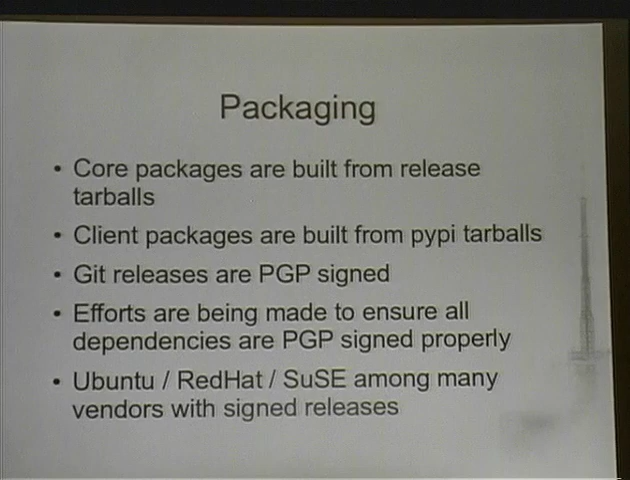 Packaging
• Core packages are built from release
tarballs
• Client packages are built from pypi tarballs
• Git releases are PGP signed
• Efforts are being made to ensure all
dependencies are PGP signed properly
• Ubuntu / RedHat / SuSE among many
vendors with signed releases